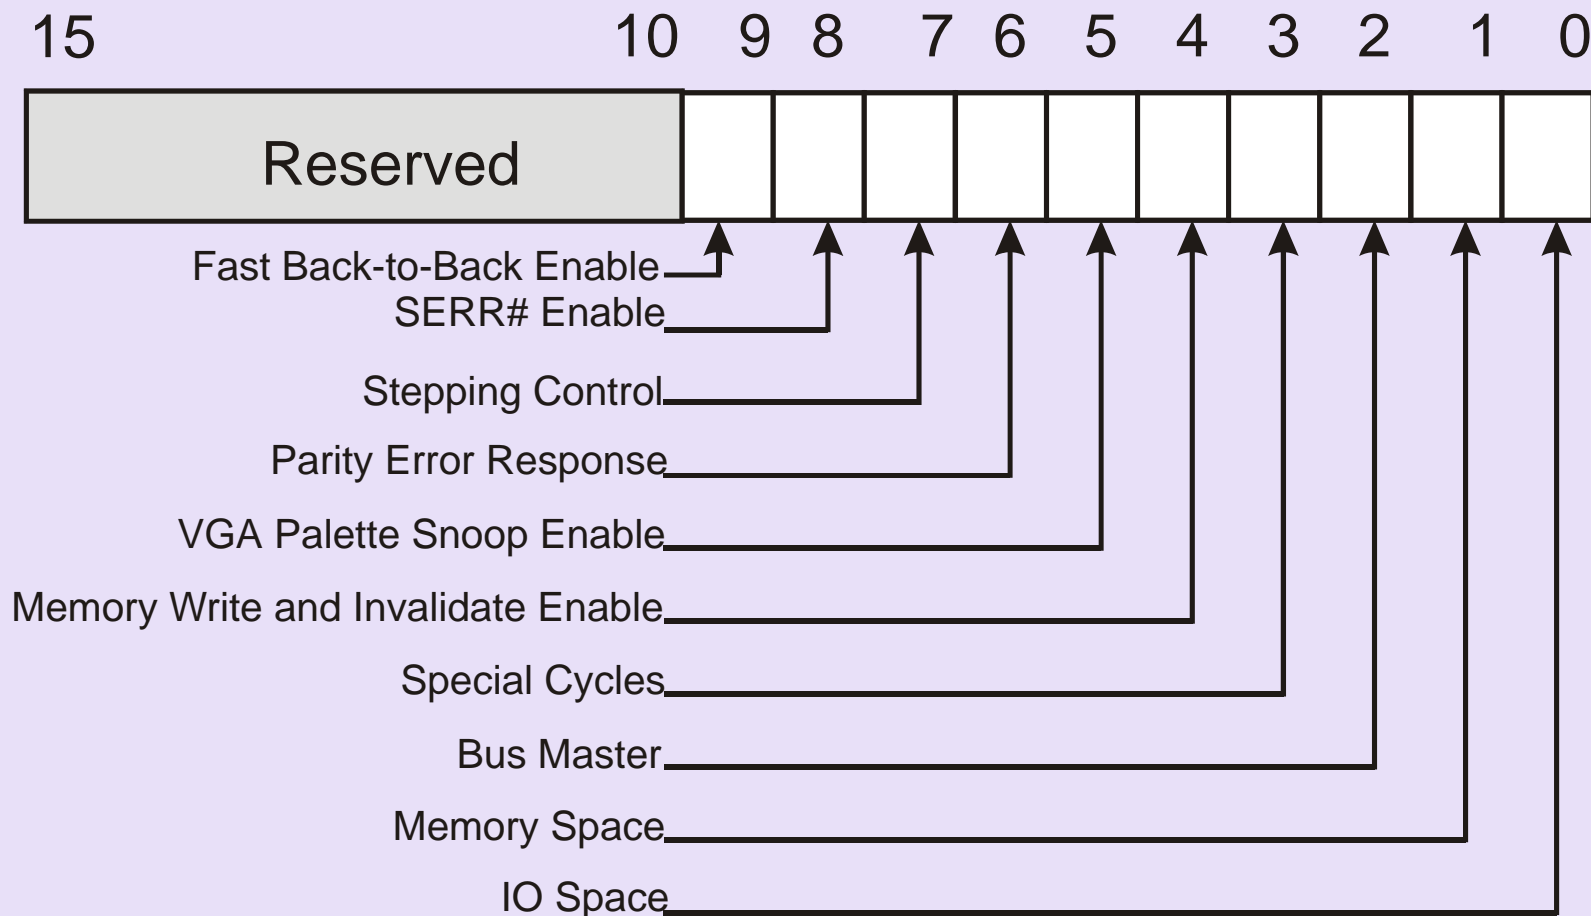 15 10 9 8 7 6 5 4 3 2 1 0
Reserved
Fast Back-to-Back Enable
SERR# Enable
Stepping Control
Parity Error Response
VGA Palette Snoop Enable
Memory Write and Invalidate Enable
Special Cycles
Bus Master
Memory Space
IO Space